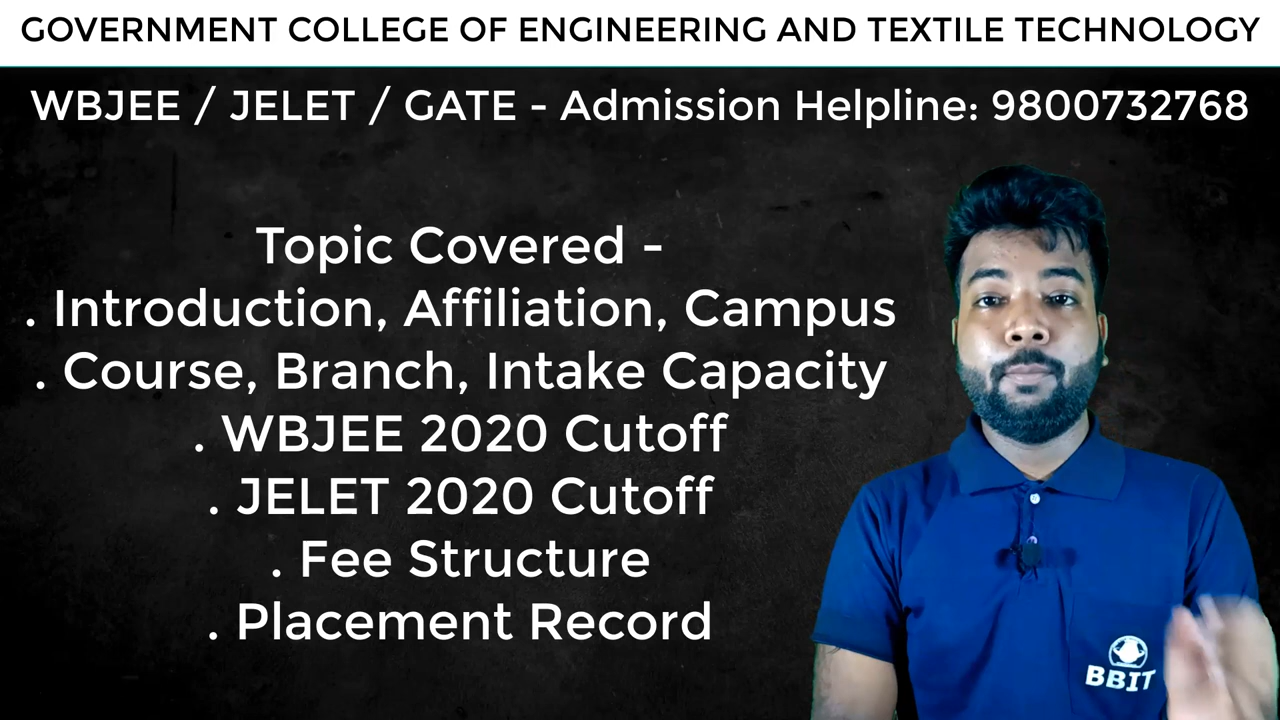 GOVERNMENT COLLEGE OF ENGINEERING AND TEXTILE TECHNOLOGY
WBJEE / JELET / GATE - Admission Helpline: 9800732768
Topic Covered -
. Introduction, Affiliation, Campus
. Course, Branch, Intake Capacity
. WBJEE 2020 Cutoff
. JELET 2020 Cutoff
. Fee Structure
. Placement Record
BBIT